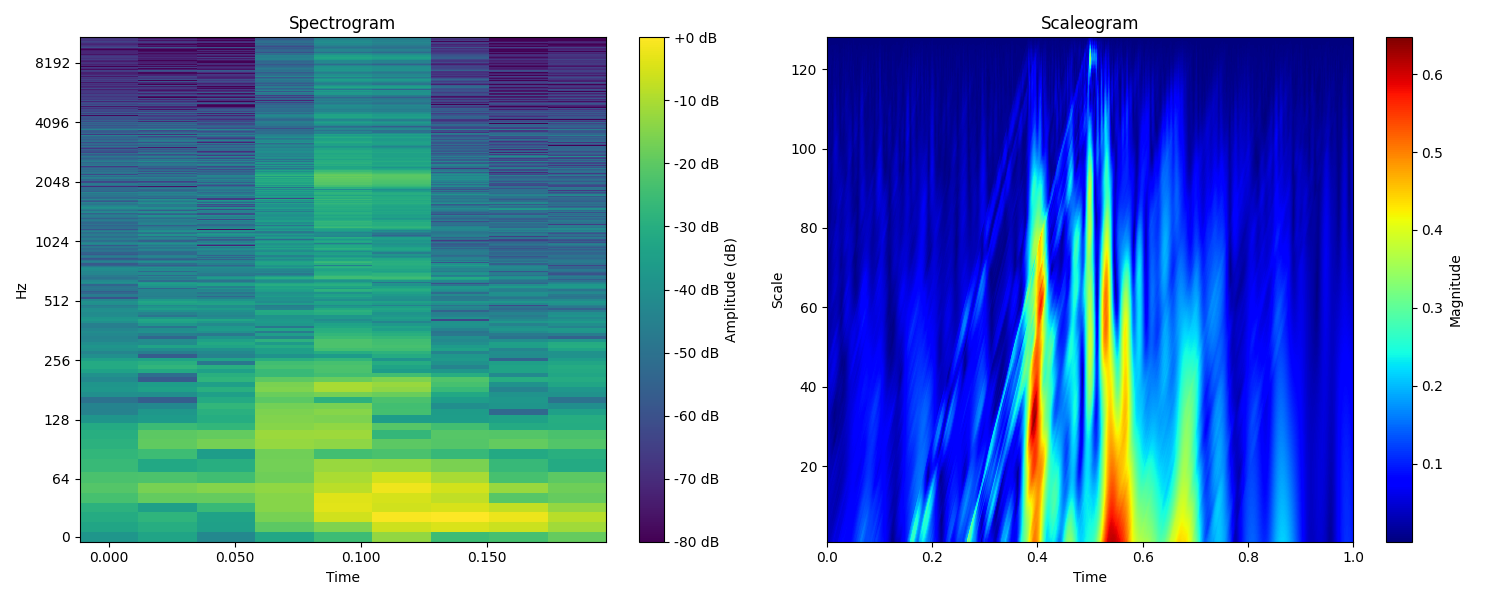 Spectrogram
Hz
8192
4096
2048
1024
512
256
128
64
0
0.000 0.050 0.100 0.150
Time
+0 dB
-10 dB
-20 dB
-30 dB
-40 dB
-50 dB
-60 dB
-70 dB
-80 dB
Amplitude (dB)
Scaleogram
Scale
120
100
80
60
40
20
0.0 0.2 0.4 0.6 0.8 1.0
Time
0.6
0.5
0.4
0.3
0.2
0.1
Magnitude